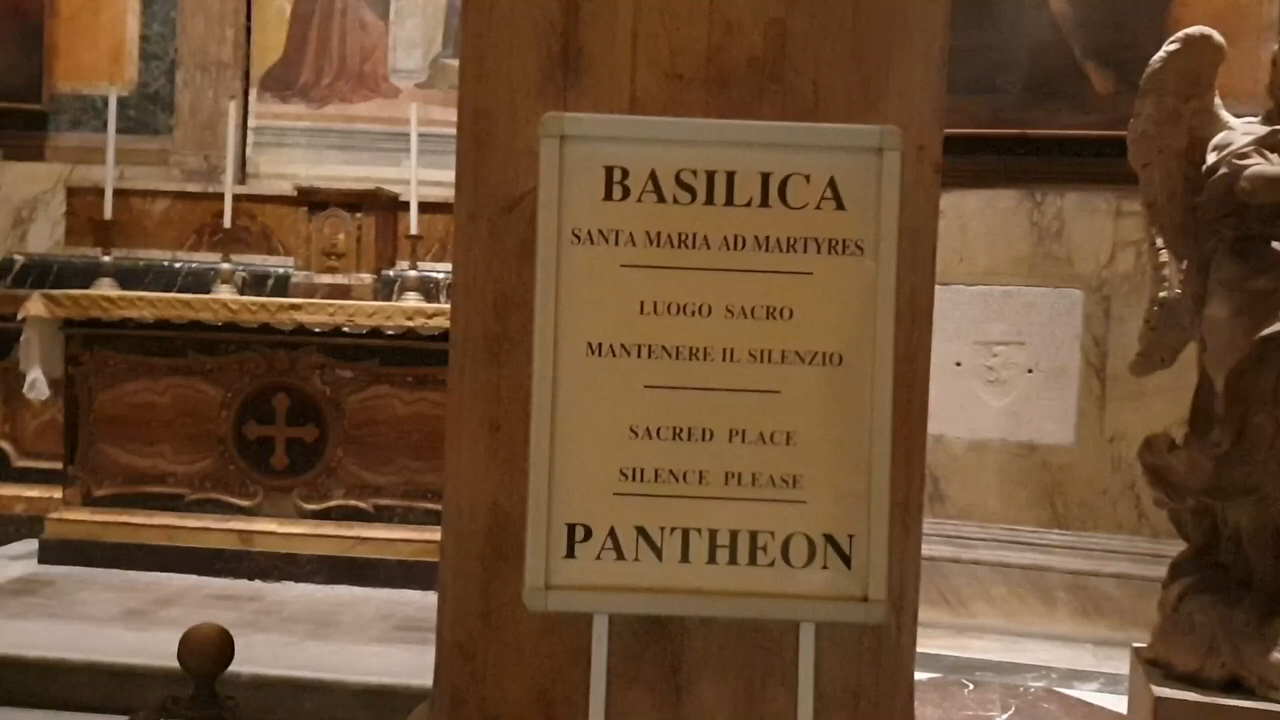 BASILICA
SANTA MARIA AD MARTYRES
LUOGO SACRO
MANTENERE IL SILENZIO
SACRED PLACE
SILENCE PLEASE
PANTHEON